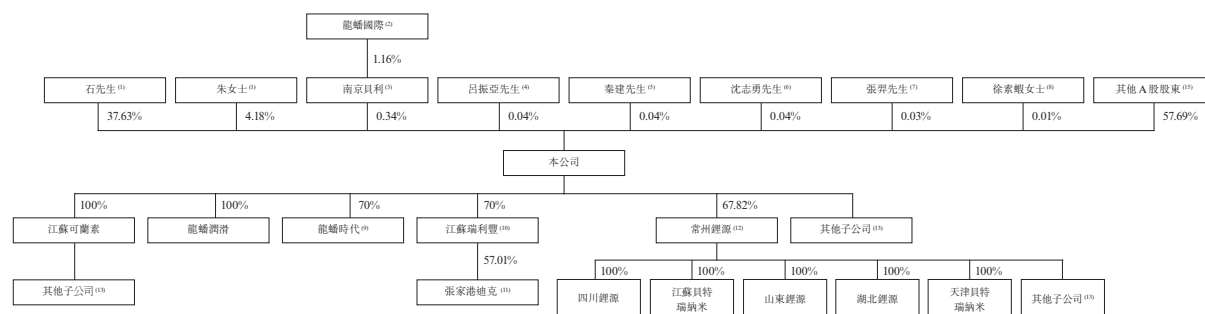 龍蟠國際 (2)
1.16%
石先生 (1)
朱女士 (1)
南京貝利 (3)
呂振亞先生 (4)
秦建先生 (5)
沈志勇先生 (6)
張羿先生 (7)
徐素蝦女士 (8)
其他 A 股股東 (15)
37.63%
4.18%
0.34%
0.04%
0.04%
0.04%
0.03%
0.01%
57.69%
本公司
100%
100%
70%
70%
67.82%
江蘇可蘭素
龍蟠潤滑
龍蟠時代 (9)
江蘇瑞利豐 (10)
常州鋰源 (12)
其他子公司 (13)
57.01%
100%
100%
100%
100%
100%
其他子公司 (13)
張家港迪克 (11)
四川鋰源
江蘇貝特
瑞納米
山東鋰源
湖北鋰源
天津貝特
瑞納米
其他子公司 (13)